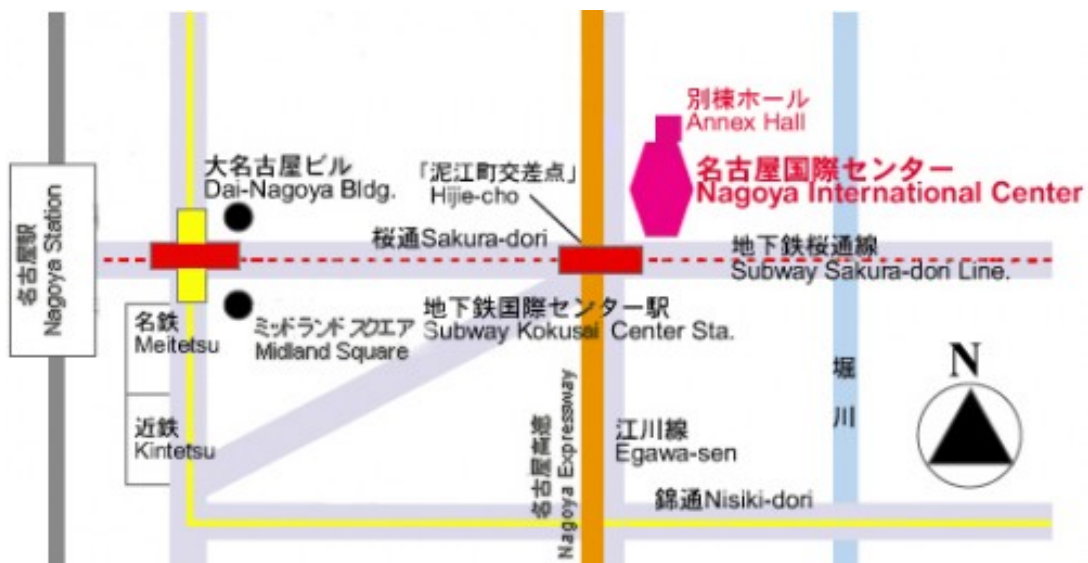 別棟ホール
Annex Hall
名古屋国際センター
Nagoya International Center
大名古屋ビル
Dai-Nagoya Bldg.
「泥江町交差点」
Hijie-cho
名古屋駅
Nagoya Station
桜通Sakura-dori
地下鉄桜通線
Subway Sakura-dori Line.
地下鉄国際センター駅
Subway Kokusai Center Sta.
ミッドランド スクエア
Midland Square
名鉄
Meitetsu
近鉄
Kintetsu
名古屋高速
Nagoya Expressway
江川線
Egawa-sen
堀川
N
錦通Nisiki-dori